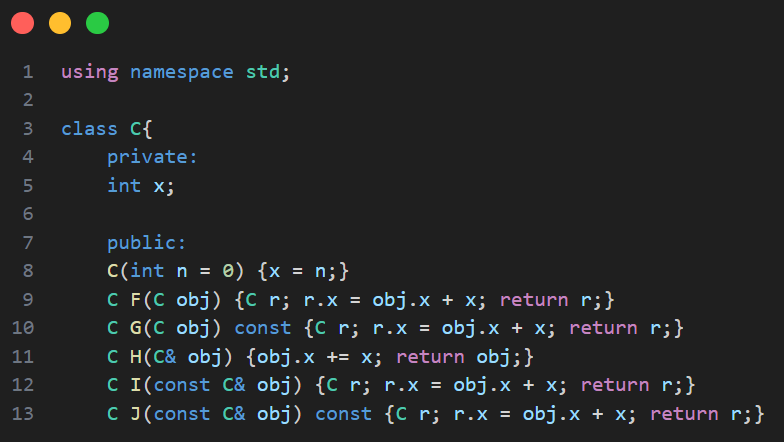 1 using namespace std;
2
3 class C{
4 private:
5 int x;
6
7 public:
8 C(int n = 0) {x = n;}
9 C F(C obj) {C r; r.x = obj.x + x; return r;}
10 C G(C obj) const {C r; r.x = obj.x + x; return r;}
11 C H(C& obj) {obj.x += x; return obj;}
12 C I(const C& obj) {C r; r.x = obj.x + x; return r;}
13 C J(const C& obj) const {C r; r.x = obj.x + x; return r;}